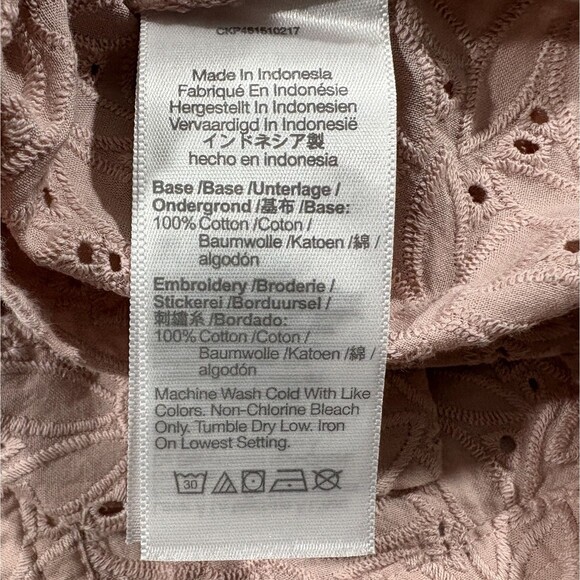 CKP451510217
Made In Indonesia
Fabriqué En Indonésie
Hergestellt In Indonesien
Vervaardigd In Indonesië
インドネシア製
hecho en indonesia
Base /Base /Unterlage /
Ondergrond /基布 /Base:
100% Cotton /Coton /
Baumwolle /Katoen /綿 /
algodón
Embroidery /Broderie /
Stickerei /Borduursel /
刺繍糸 /Bordado:
100% Cotton /Coton /
Baumwolle /Katoen /綿 /
algodón
Machine Wash Cold With Like
Colors. Non-Chlorine Bleach
Only. Tumble Dry Low. Iron
On Lowest Setting.
30